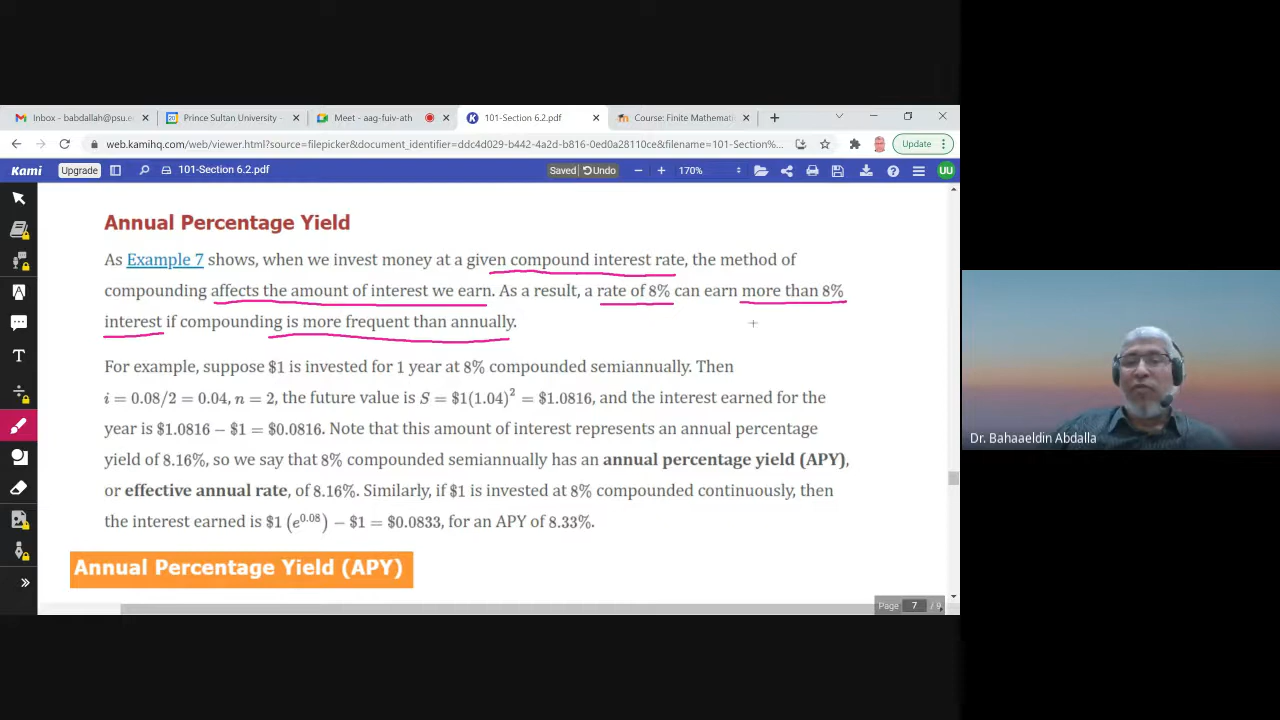 Inbox - babdallah@psu.e
Prince Sultan University -
Meet - aag-fuiv-ath
101-Section 6.2.pdf
Course: Finite Mathemati
web.kamihq.com/web/viewer.html?source=filepicker&document_identifier=ddc4d029-b442-4a2d-b816-0ed0a28110ce&filename=101-Section%...
Update
Kami
Upgrade
101-Section 6.2.pdf
Saved
Undo
170%
UU
Annual Percentage Yield
As Example 7 shows, when we invest money at a given compound interest rate, the method of
compounding affects the amount of interest we earn. As a result, a rate of 8% can earn more than 8%
interest if compounding is more frequent than annually.
For example, suppose $1 is invested for 1 year at 8% compounded semiannually. Then
i = 0.08/2 = 0.04, n = 2, the future value is S = $1(1.04)² = $1.0816, and the interest earned for the
year is $1.0816 − $1 = $0.0816. Note that this amount of interest represents an annual percentage
yield of 8.16%, so we say that 8% compounded semiannually has an annual percentage yield (APY),
or effective annual rate, of 8.16%. Similarly, if $1 is invested at 8% compounded continuously, then
the interest earned is $1 (e^0.08) − $1 = $0.0833, for an APY of 8.33%.
Annual Percentage Yield (APY)
Page 7 / 9
Dr. Bahaaeldin Abdalla